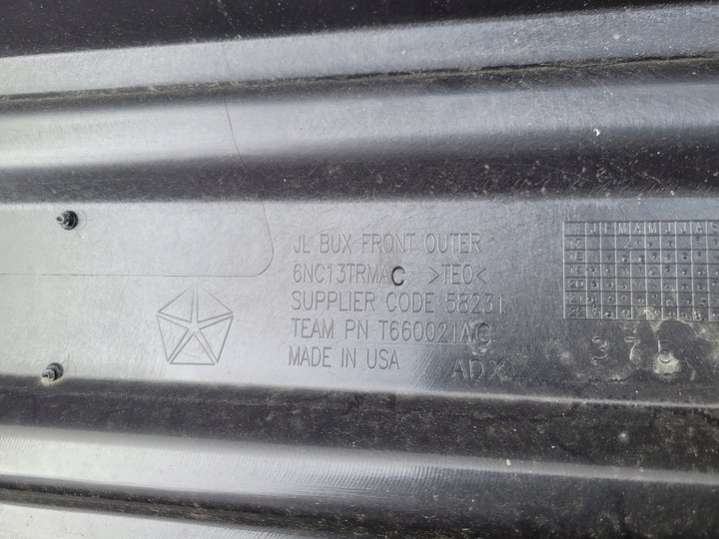 JL BUX FRONT OUTER
6NC13TRMAC >TEO<
SUPPLIER CODE 58231
TEAM PN T660021AC
MADE IN USA
ADX
J F M A M J J A S